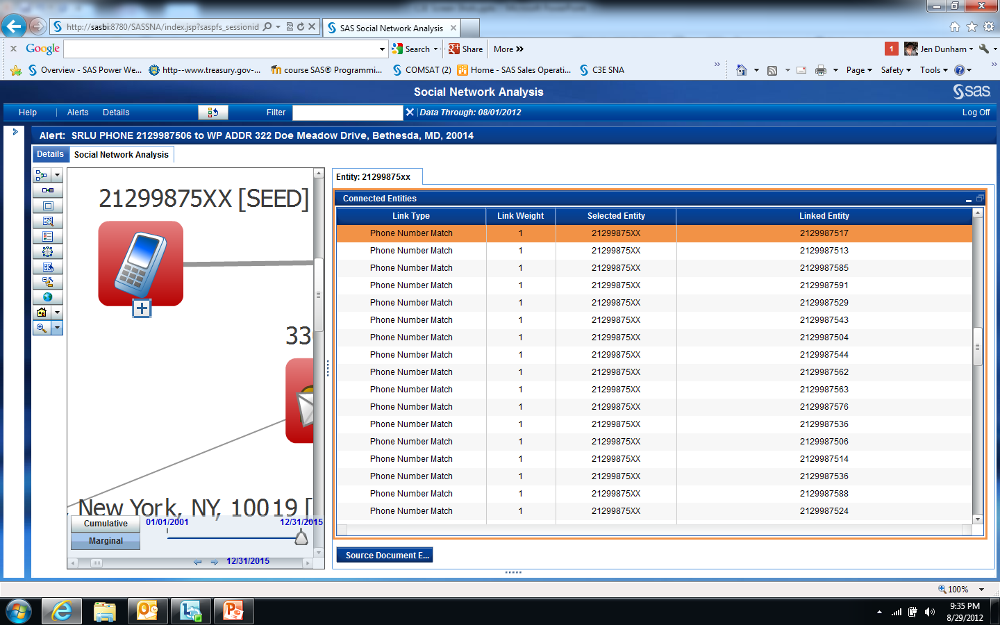 http://sasbi:8780/SASSNA/index.jsp?saspfs_sessionid
SAS Social Network Analysis
x Google
Search
Share
More »
1
Jen Dunham
Overview - SAS Power We...
http--www.treasury.gov-...
course SAS® Programmi...
COMSAT (2)
Home - SAS Sales Operati...
C3E SNA
Page
Safety
Tools
Social Network Analysis
sas
Help
Alerts
Details
Filter
Data Through: 08/01/2012
Log Off
Alert: SRLU PHONE 2129987506 to WP ADDR 322 Doe Meadow Drive, Bethesda, MD, 20014
Details
Social Network Analysis
21299875XX [SEED]
33
New York, NY, 10019 [
Cumulative
Marginal
01/01/2001
12/31/2015
12/31/2015
Entity: 21299875xx
Connected Entities
Link Type Link Weight Selected Entity Linked Entity
Phone Number Match 1 21299875XX 2129987517
Phone Number Match 1 21299875XX 2129987513
Phone Number Match 1 21299875XX 2129987585
Phone Number Match 1 21299875XX 2129987591
Phone Number Match 1 21299875XX 2129987529
Phone Number Match 1 21299875XX 2129987543
Phone Number Match 1 21299875XX 2129987504
Phone Number Match 1 21299875XX 2129987544
Phone Number Match 1 21299875XX 2129987562
Phone Number Match 1 21299875XX 2129987563
Phone Number Match 1 21299875XX 2129987576
Phone Number Match 1 21299875XX 2129987536
Phone Number Match 1 21299875XX 2129987506
Phone Number Match 1 21299875XX 2129987514
Phone Number Match 1 21299875XX 2129987536
Phone Number Match 1 21299875XX 2129987588
Phone Number Match 1 21299875XX 2129987524
Source Document E...
100%
9:35 PM
8/29/2012